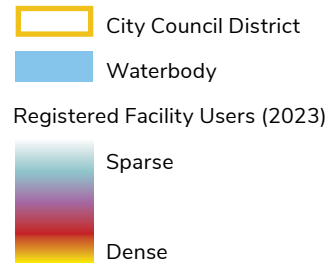 City Council District
Waterbody
Registered Facility Users (2023)
Sparse
Dense